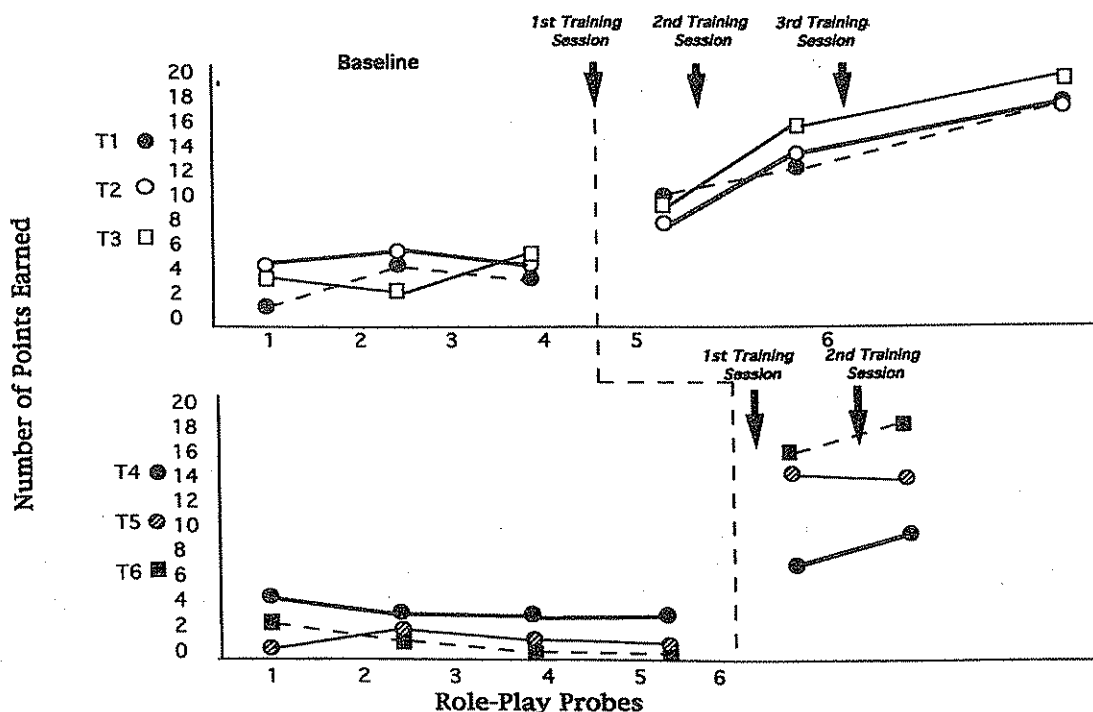 1st Training Session
2nd Training Session
3rd Training Session
Baseline
20
18
16
14
12
10
8
6
4
2
0
T1
T2
T3
1
2
3
4
5
6
Number of Points Earned
1st Training Session
2nd Training Session
20
18
16
14
12
10
8
6
4
2
0
T4
T5
T6
1
2
3
4
5
6
Role-Play Probes